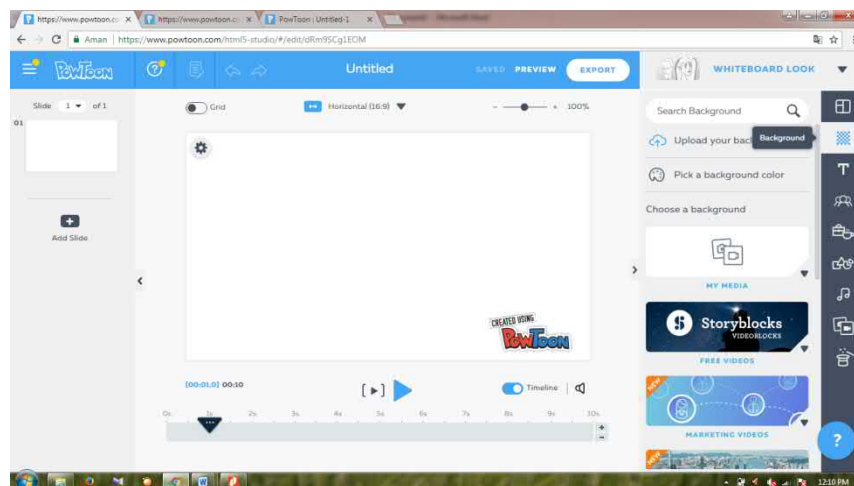 https://www.powtoon.co
https://www.powtoon.co
PowToon : Untitled-1
Aman
https://www.powtoon.com/html5-studio/#/edit/
POWTOON
Untitled
SAVED
PREVIEW
EXPORT
WHITEBOARD LOOK
Slide 1 of 1
Grid
Horizontal (16:9)
- + 100%
01
Add Slide
CREATED USING
POWTOON
[00:01.0] 00:10
Timeline
0s 1s 2s 3s 4s 5s 6s 7s 8s 9s 10s
+
-
Search Background
Upload your bac
Background
Pick a background color
Choose a background
MY MEDIA
Storyblocks
VIDEOBLOCKS
FREE VIDEOS
NEW
MARKETING VIDEOS
NEW
?
12:10 PM